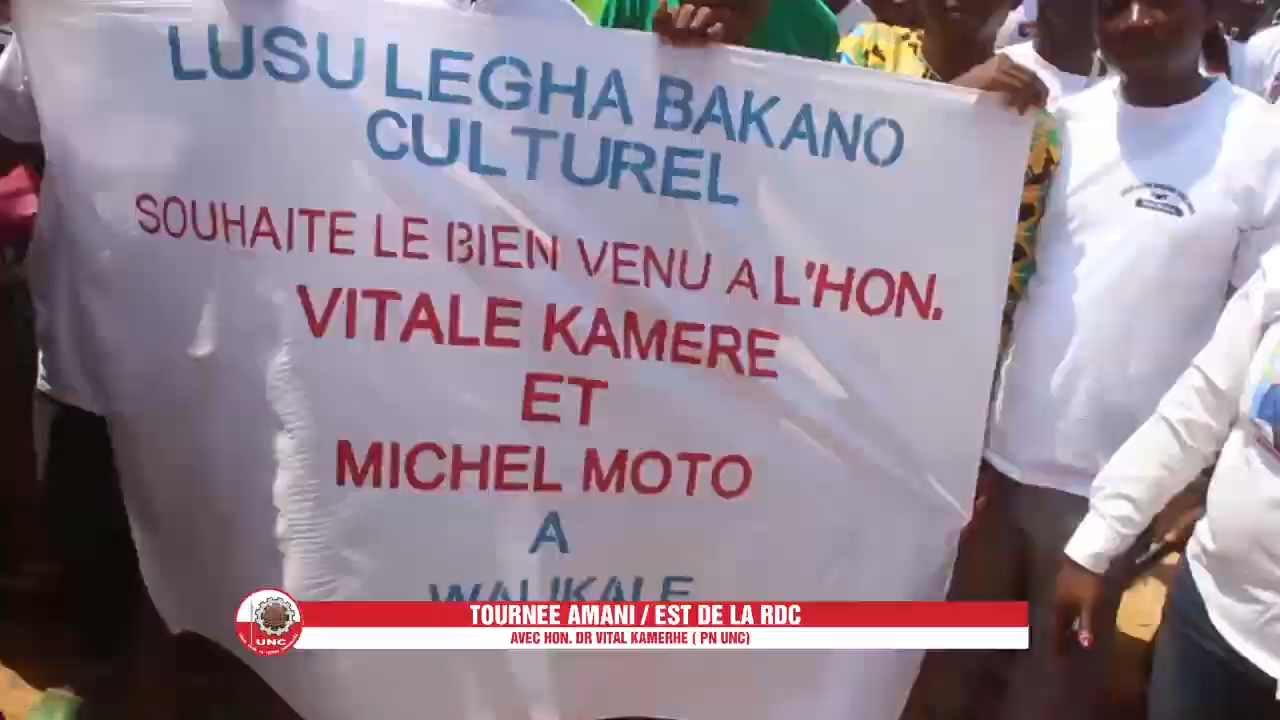 LUSU LEGHA BAKANO
CULTUREL
SOUHAITE LE BIEN VENU A L'HON.
VITALE KAMERE
ET
MICHEL MOTO
A
WALIKALE
TOURNEE AMANI / EST DE LA RDC
AVEC HON. DR VITAL KAMERHE ( PN UNC)
UNC